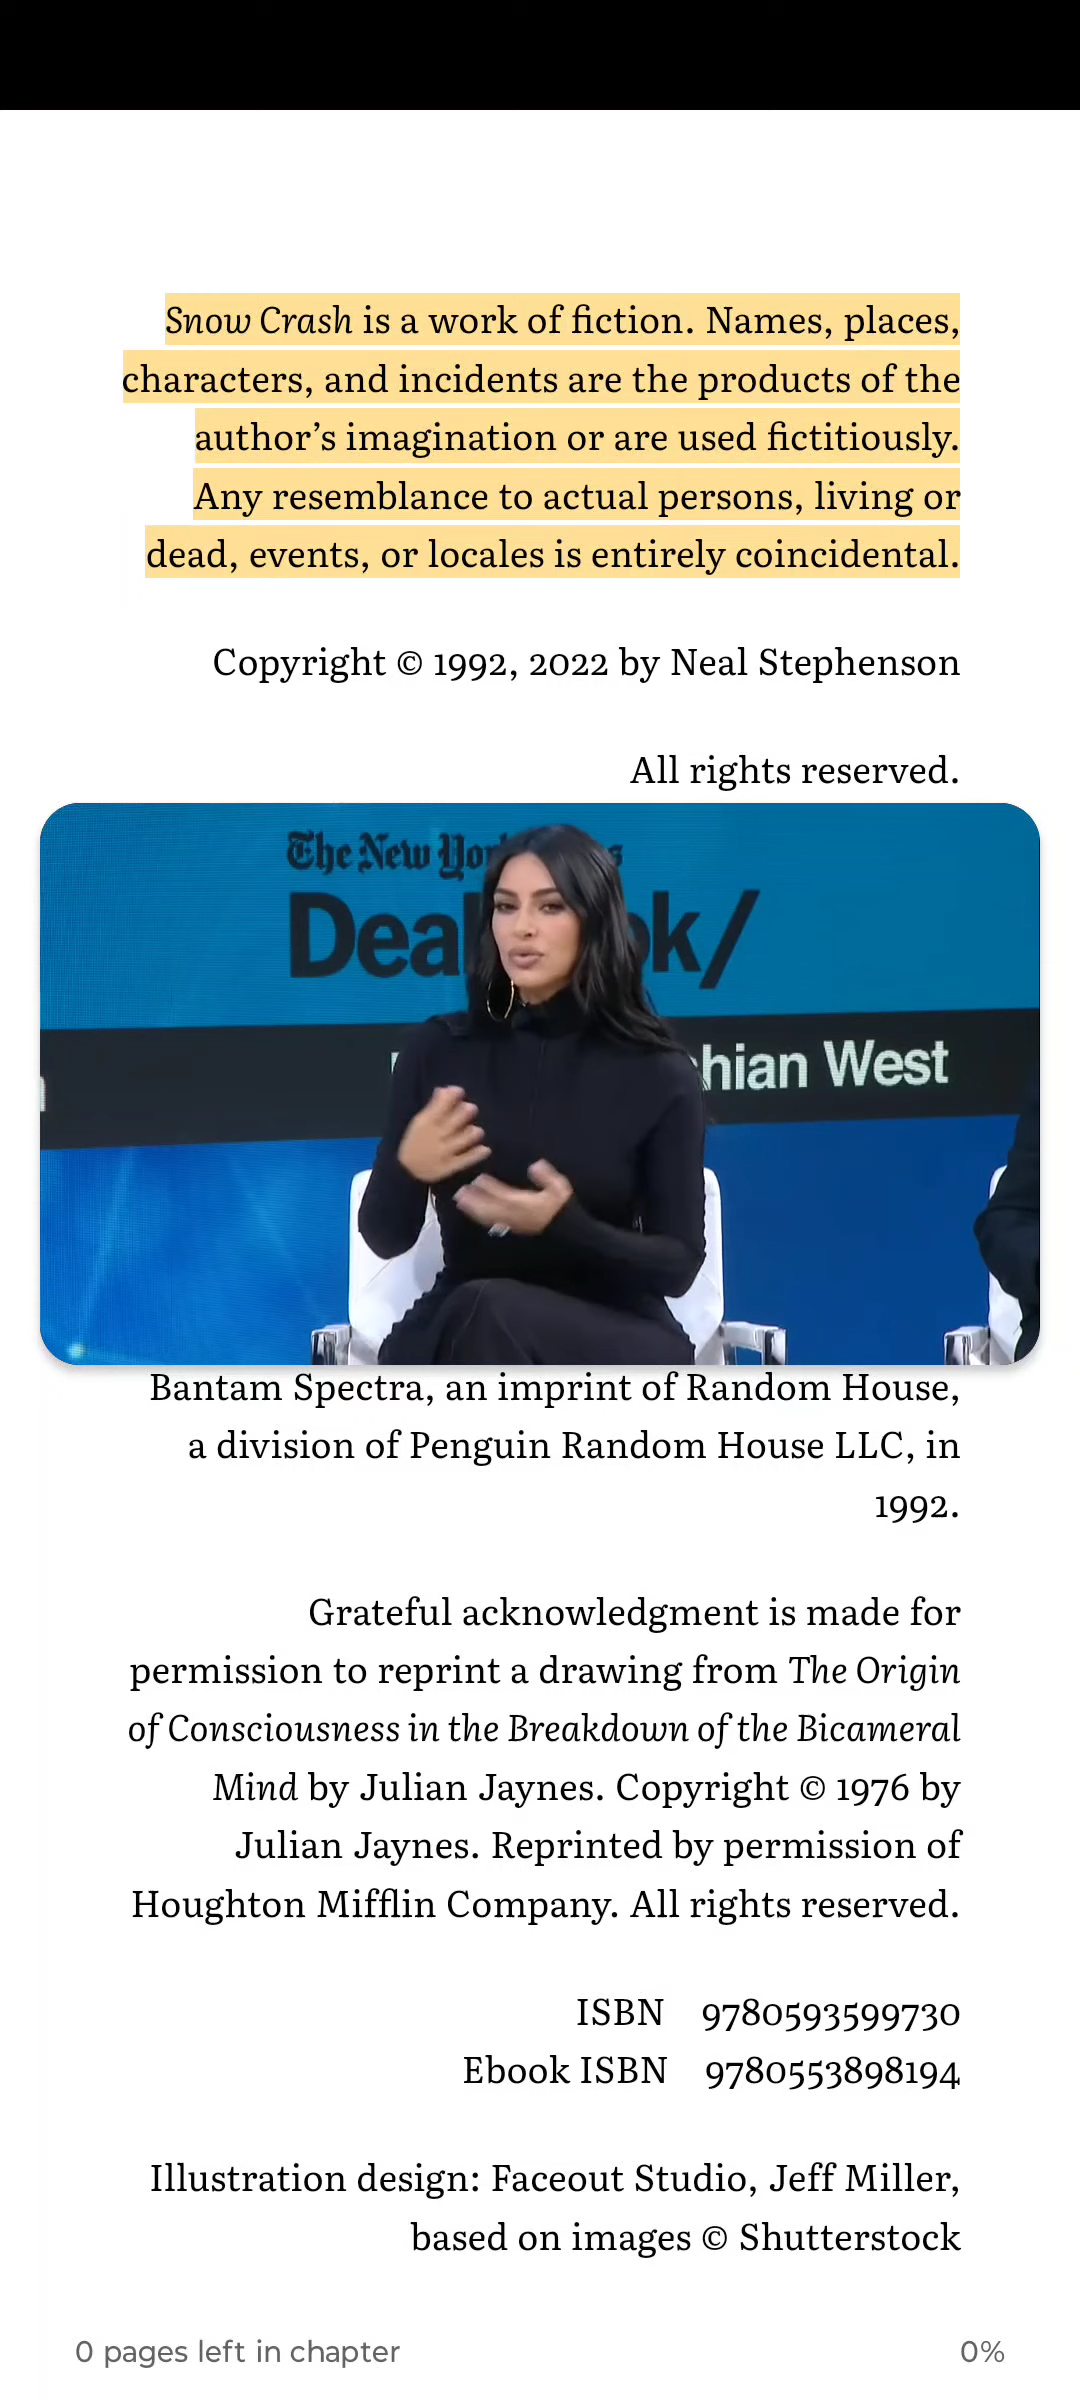 Snow Crash is a work of fiction. Names, places,
characters, and incidents are the products of the
author’s imagination or are used fictitiously.
Any resemblance to actual persons, living or
dead, events, or locales is entirely coincidental.
Copyright © 1992, 2022 by Neal Stephenson
All rights reserved.
The New
Deal k/
hian West
Bantam Spectra, an imprint of Random House,
a division of Penguin Random House LLC, in
1992.
Grateful acknowledgment is made for
permission to reprint a drawing from The Origin
of Consciousness in the Breakdown of the Bicameral
Mind by Julian Jaynes. Copyright © 1976 by
Julian Jaynes. Reprinted by permission of
Houghton Mifflin Company. All rights reserved.
ISBN 9780593599730
Ebook ISBN 9780553898194
Illustration design: Faceout Studio, Jeff Miller,
based on images © Shutterstock
0 pages left in chapter 0%